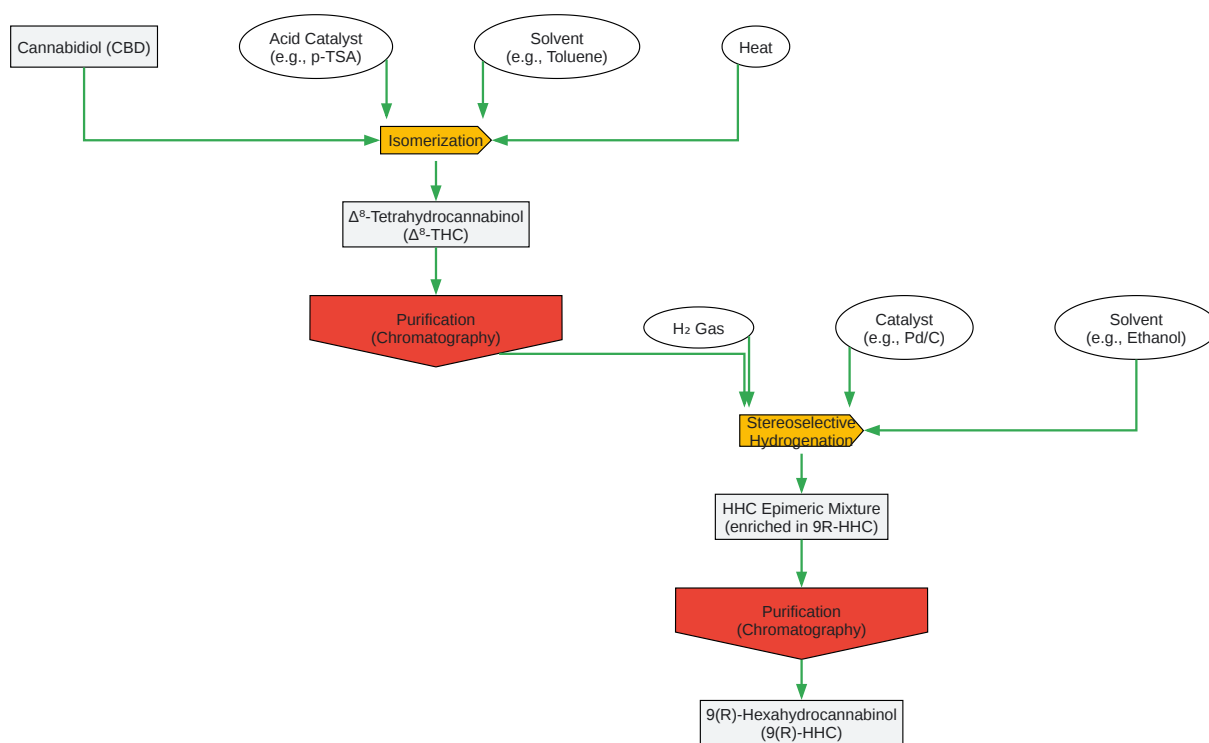 Cannabidiol (CBD)
Acid Catalyst
(e.g., p-TSA)
Solvent
(e.g., Toluene)
Heat
Isomerization
Δ⁸-Tetrahydrocannabinol
(Δ⁸-THC)
Purification
(Chromatography)
H₂ Gas
Catalyst
(e.g., Pd/C)
Solvent
(e.g., Ethanol)
Stereoselective
Hydrogenation
HHC Epimeric Mixture
(enriched in 9R-HHC)
Purification
(Chromatography)
9(R)-Hexahydrocannabinol
(9(R)-HHC)